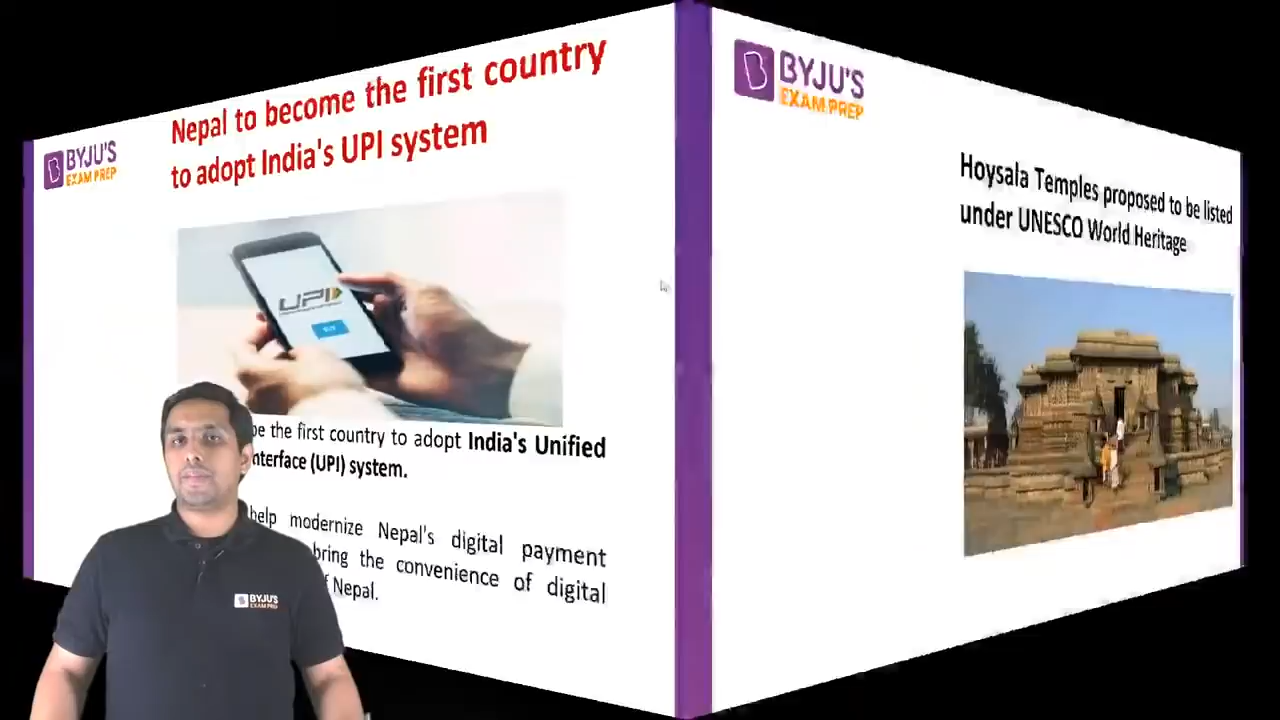 Nepal to become the first country
to adopt India's UPI system
BYJU'S
EXAM PREP
UPI
be the first country to adopt India's Unified
nterface (UPI) system.
help modernize Nepal's digital payment
bring the convenience of digital
f Nepal.
BYJU'S
EXAM PREP
BYJU'S
EXAM PREP
Hoysala Temples proposed to be listed
under UNESCO World Heritage